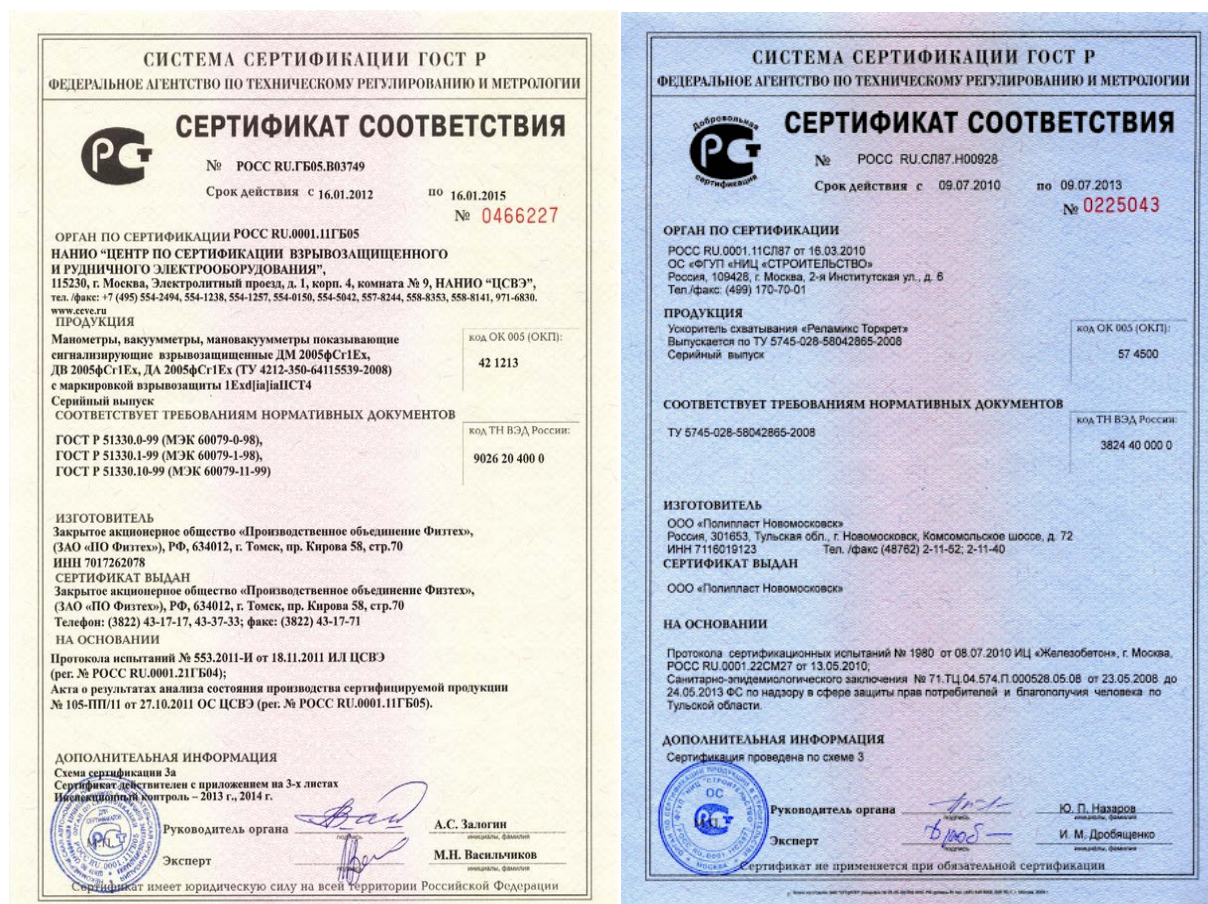 СИСТЕМА СЕРТИФИКАЦИИ ГОСТ Р
ФЕДЕРАЛЬНОЕ АГЕНТСТВО ПО ТЕХНИЧЕСКОМУ РЕГУЛИРОВАНИЮ И МЕТРОЛОГИИ
СЕРТИФИКАТ СООТВЕТСТВИЯ
№ РОСС RU.ГБ05.В03749
Срок действия с 16.01.2012 по 16.01.2015
№ 0466227
ОРГАН ПО СЕРТИФИКАЦИИ РОСС RU.0001.11ГБ05
НАНИО “ЦЕНТР ПО СЕРТИФИКАЦИИ ВЗРЫВОЗАЩИЩЕННОГО
И РУДНИЧНОГО ЭЛЕКТРООБОРУДОВАНИЯ”,
115230, г. Москва, Электролитный проезд, д. 1, корп. 4, комната № 9, НАНИО “ЦСВЭ”,
тел. /факс: +7 (495) 554-2494, 554-1238, 554-1257, 554-0150, 554-5042, 557-8244, 558-8353, 558-8141, 971-6830.
www.ccve.ru
ПРОДУКЦИЯ
Манометры, вакуумметры, мановакуумметры показывающие
сигнализирующие взрывозащищенные ДМ 2005фСг1Ех,
ДВ 2005фСг1Ех, ДА 2005фСг1Ех (ТУ 4212-350-64115539-2008)
с маркировкой взрывозащиты 1Exd[ia]iaIICT4
Серийный выпуск
код ОК 005 (ОКП):
42 1213
СООТВЕТСТВУЕТ ТРЕБОВАНИЯМ НОРМАТИВНЫХ ДОКУМЕНТОВ
ГОСТ Р 51330.0-99 (МЭК 60079-0-98),
ГОСТ Р 51330.1-99 (МЭК 60079-1-98),
ГОСТ Р 51330.10-99 (МЭК 60079-11-99)
код ТН ВЭД России:
9026 20 400 0
ИЗГОТОВИТЕЛЬ
Закрытое акционерное общество «Производственное объединение Физтех»,
(ЗАО «ПО Физтех»), РФ, 634012, г. Томск, пр. Кирова 58, стр.70
ИНН 7017262078
СЕРТИФИКАТ ВЫДАН
Закрытое акционерное общество «Производственное объединение Физтех»,
(ЗАО «ПО Физтех»), РФ, 634012, г. Томск, пр. Кирова 58, стр.70
Телефон: (3822) 43-17-17, 43-37-33; факс: (3822) 43-17-71
НА ОСНОВАНИИ
Протокола испытаний № 553.2011-И от 18.11.2011 ИЛ ЦСВЭ
(рег. № РОСС RU.0001.21ГБ04);
Акта о результатах анализа состояния производства сертифицируемой продукции
№ 105-ПП/11 от 27.10.2011 ОС ЦСВЭ (рег. № РОСС RU.0001.11ГБ05).
ДОПОЛНИТЕЛЬНАЯ ИНФОРМАЦИЯ
Схема сертификации 3а
Сертификат действителен с приложением на 3-х листах
Инспекционный контроль – 2013 г., 2014 г.
М.П.
Руководитель органа
подпись
А.С. Залогин
инициалы, фамилия
Эксперт
подпись
М.Н. Васильчиков
инициалы, фамилия
Сертификат имеет юридическую силу на всей территории Российской Федерации
СИСТЕМА СЕРТИФИКАЦИИ ГОСТ Р
ФЕДЕРАЛЬНОЕ АГЕНТСТВО ПО ТЕХНИЧЕСКОМУ РЕГУЛИРОВАНИЮ И МЕТРОЛОГИИ
Добровольная
сертификация
СЕРТИФИКАТ СООТВЕТСТВИЯ
№ РОСС RU.СЛ87.Н00928
Срок действия с 09.07.2010 по 09.07.2013
№ 0225043
ОРГАН ПО СЕРТИФИКАЦИИ
РОСС RU.0001.11СЛ87 от 16.03.2010
ОС «ФГУП «НИЦ «СТРОИТЕЛЬСТВО»
Россия, 109428, г. Москва, 2-я Институтская ул., д. 6
Тел./факс: (499) 170-70-01
ПРОДУКЦИЯ
Ускоритель схватывания «Реламикс Торкрет»
Выпускается по ТУ 5745-028-58042865-2008
Серийный выпуск
код ОК 005 (ОКП):
57 4500
СООТВЕТСТВУЕТ ТРЕБОВАНИЯМ НОРМАТИВНЫХ ДОКУМЕНТОВ
ТУ 5745-028-58042865-2008
код ТН ВЭД России:
3824 40 000 0
ИЗГОТОВИТЕЛЬ
ООО «Полипласт Новомосковск»
Россия, 301653, Тульская обл., г. Новомосковск, Комсомольское шоссе, д. 72
ИНН 7116019123 Тел. /факс (48762) 2-11-52; 2-11-40
СЕРТИФИКАТ ВЫДАН
ООО «Полипласт Новомосковск»
НА ОСНОВАНИИ
Протокола сертификационных испытаний № 1980 от 08.07.2010 ИЦ «Железобетон», г. Москва,
РОСС RU.0001.22СМ27 от 13.05.2010;
Санитарно-эпидемиологического заключения № 71.ТЦ.04.574.П.000528.05.08 от 23.05.2008 до
24.05.2013 ФС по надзору в сфере защиты прав потребителей и благополучия человека по
Тульской области.
ДОПОЛНИТЕЛЬНАЯ ИНФОРМАЦИЯ
Сертификация проведена по схеме 3
ОС
М.П.
Руководитель органа
подпись
Ю. П. Назаров
инициалы, фамилия
Эксперт
подпись
И. М. Дробященко
инициалы, фамилия
Сертификат не применяется при обязательной сертификации